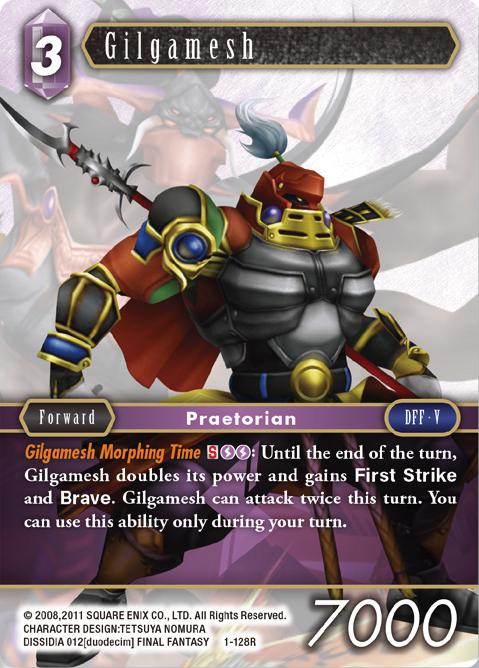 3
Gilgamesh
Forward
Praetorian
DFF · V
Gilgamesh Morphing Time S: Until the end of the turn,
Gilgamesh doubles its power and gains First Strike
and Brave. Gilgamesh can attack twice this turn. You
can use this ability only during your turn.
© 2008,2011 SQUARE ENIX CO., LTD. All Rights Reserved.
CHARACTER DESIGN:TETSUYA NOMURA
DISSIDIA 012[duodecim] FINAL FANTASY 1-128R
7000